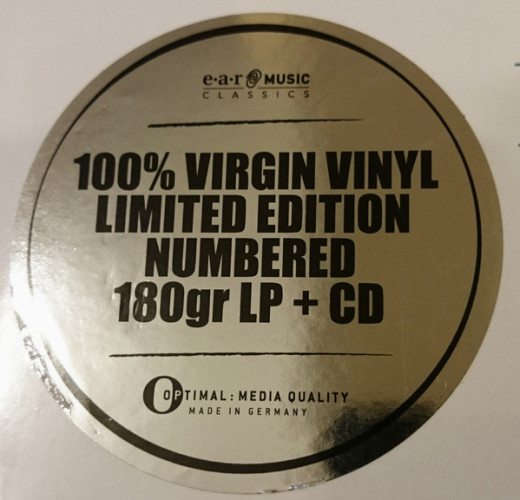 e·a·r MUSIC
CLASSICS
100% VIRGIN VINYL
LIMITED EDITION
NUMBERED
180gr LP + CD
OPTIMAL: MEDIA QUALITY
MADE IN GERMANY